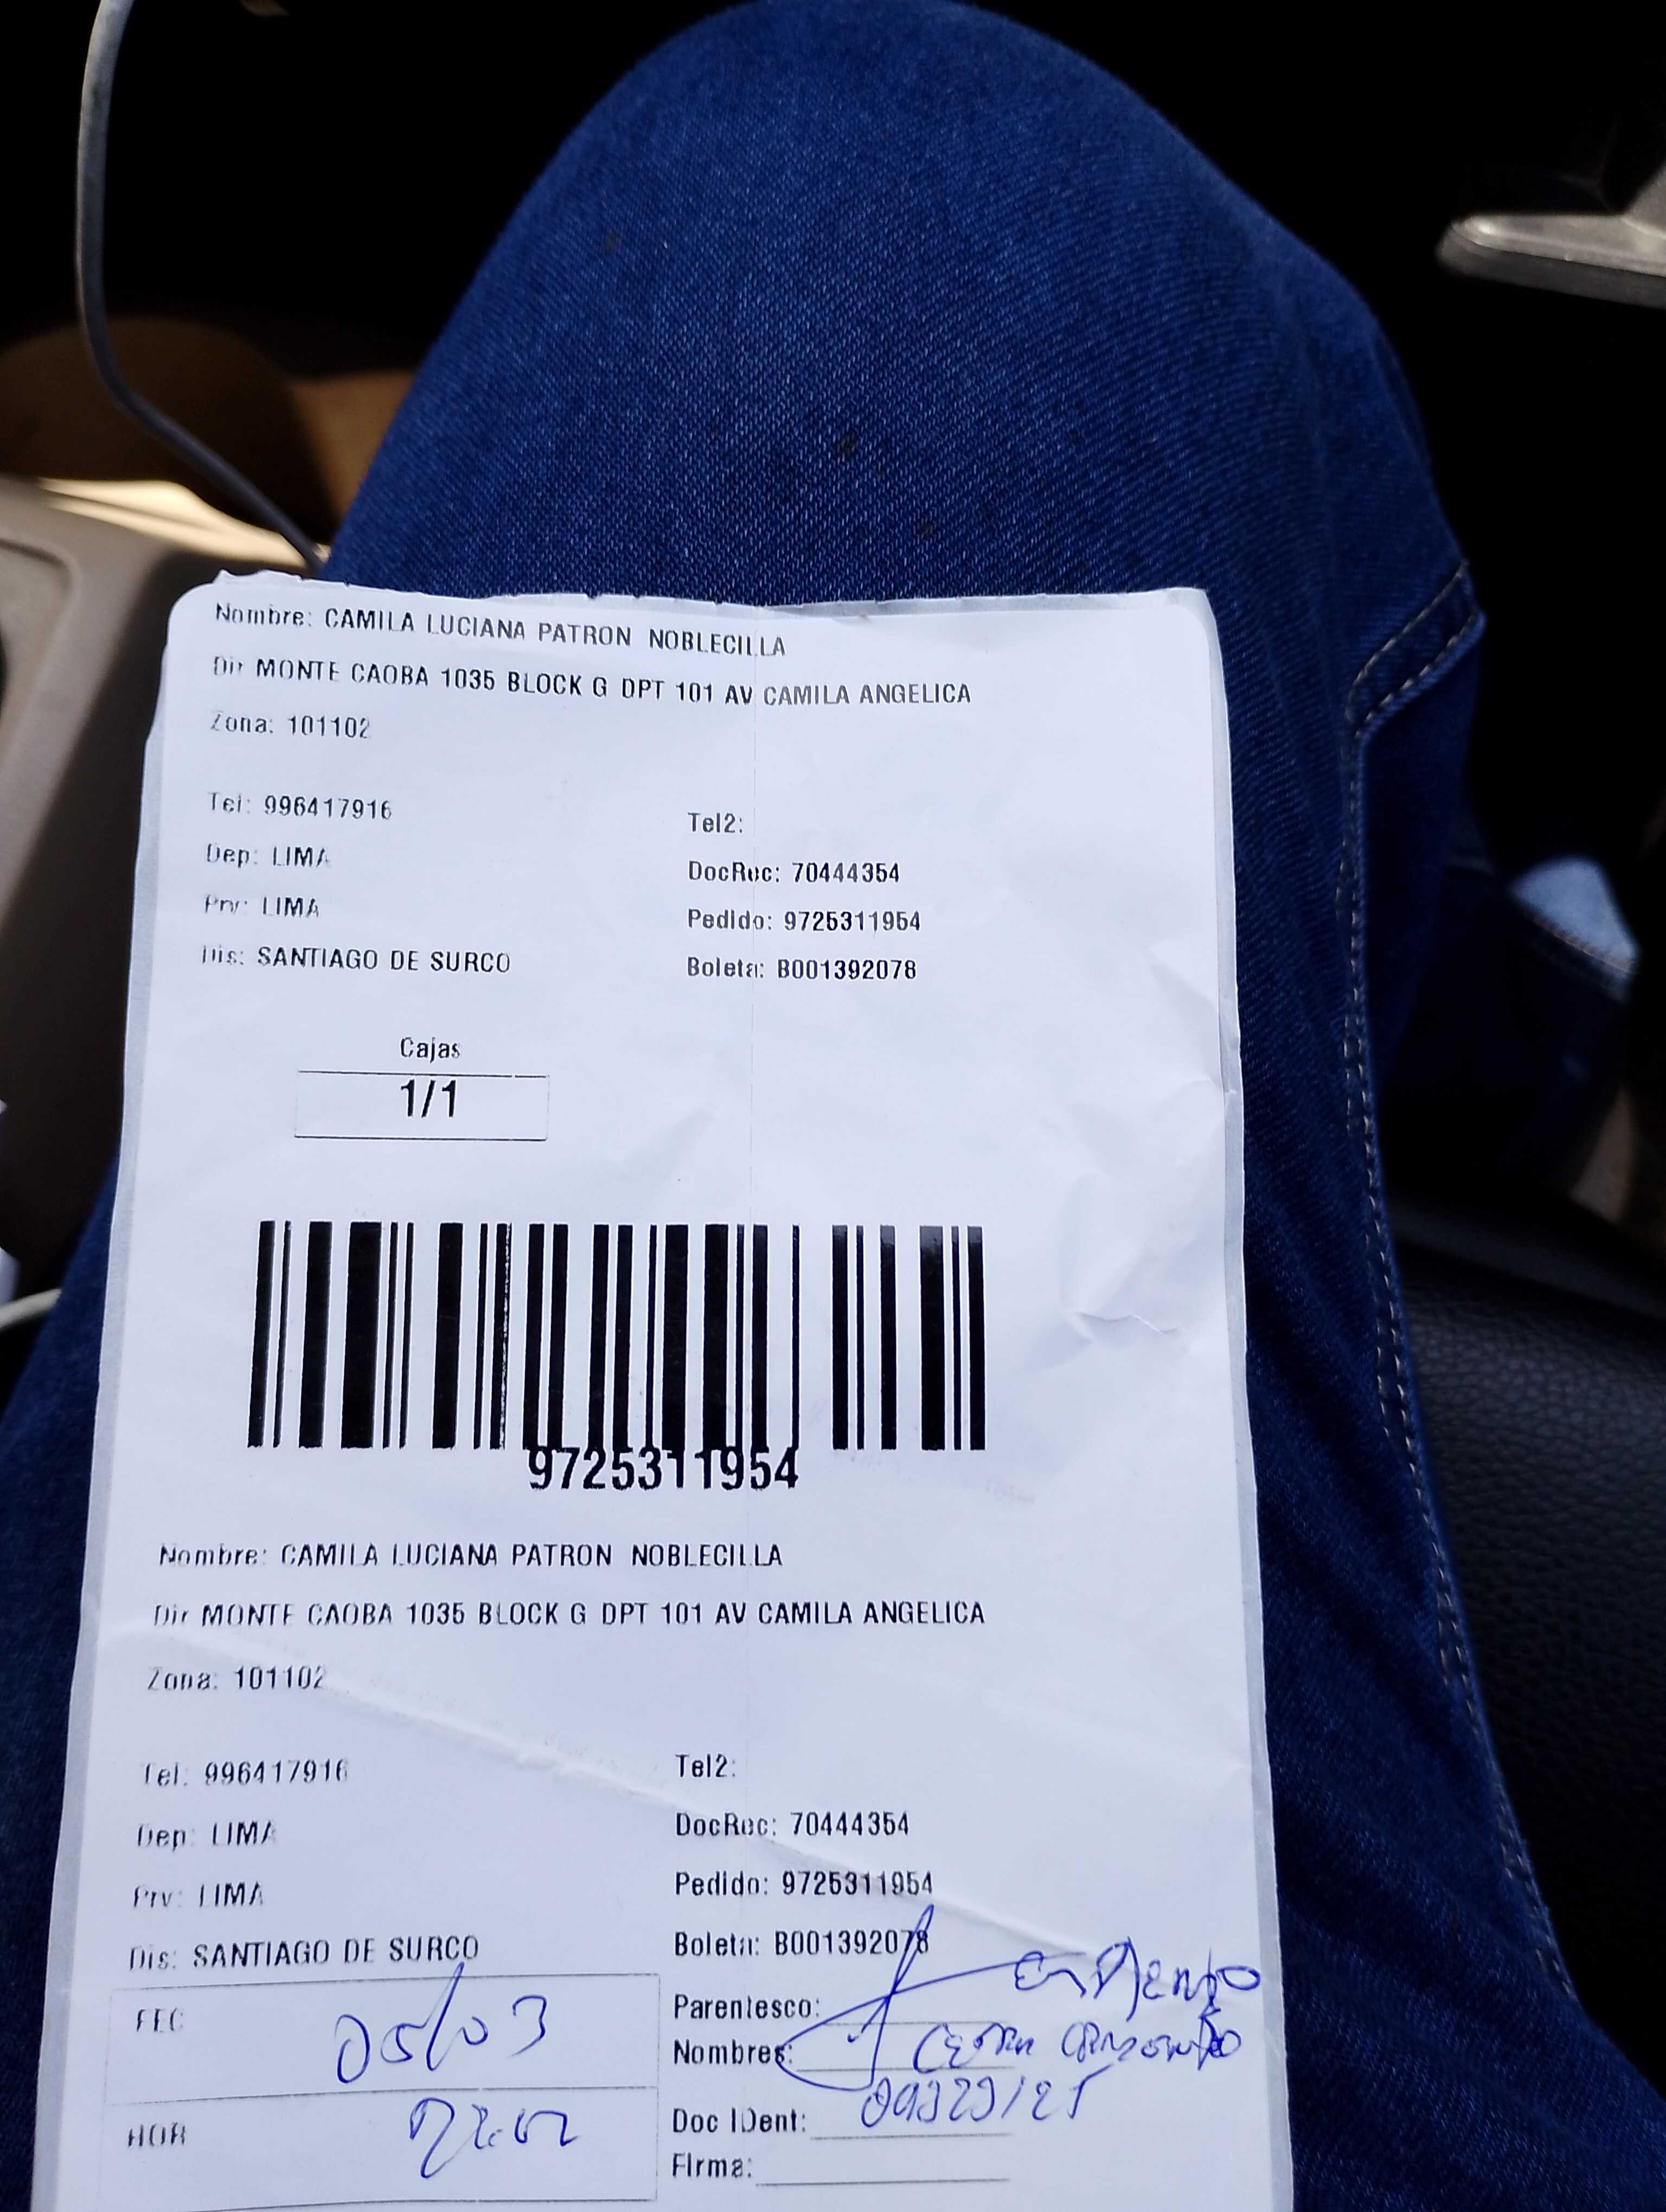 Nombre: CAMILA LUCIANA PATRON NOBLECILLA
Dir MONTE CAOBA 1035 BLOCK G DPT 101 AV CAMILA ANGELICA
Zona: 101102
Tel: 996417916
Tel2:
Dep: LIMA
DocRec: 70444354
Prv: LIMA
Pedido: 9725311954
Dis: SANTIAGO DE SURCO
Boleta: B001392078
Cajas
1/1
9725311954
Nombre: CAMILA LUCIANA PATRON NOBLECILLA
Dir MONTE CAOBA 1035 BLOCK G DPT 101 AV CAMILA ANGELICA
Zona: 101102
Tel: 996417916
Tel2:
Dep: LIMA
DocRec: 70444354
Prv: LIMA
Pedido: 9725311954
Dis: SANTIAGO DE SURCO
Boleta: B001392078
FEC 05/03
Parentesco:
Nombres:
HOR
Doc IDent:
Firma: